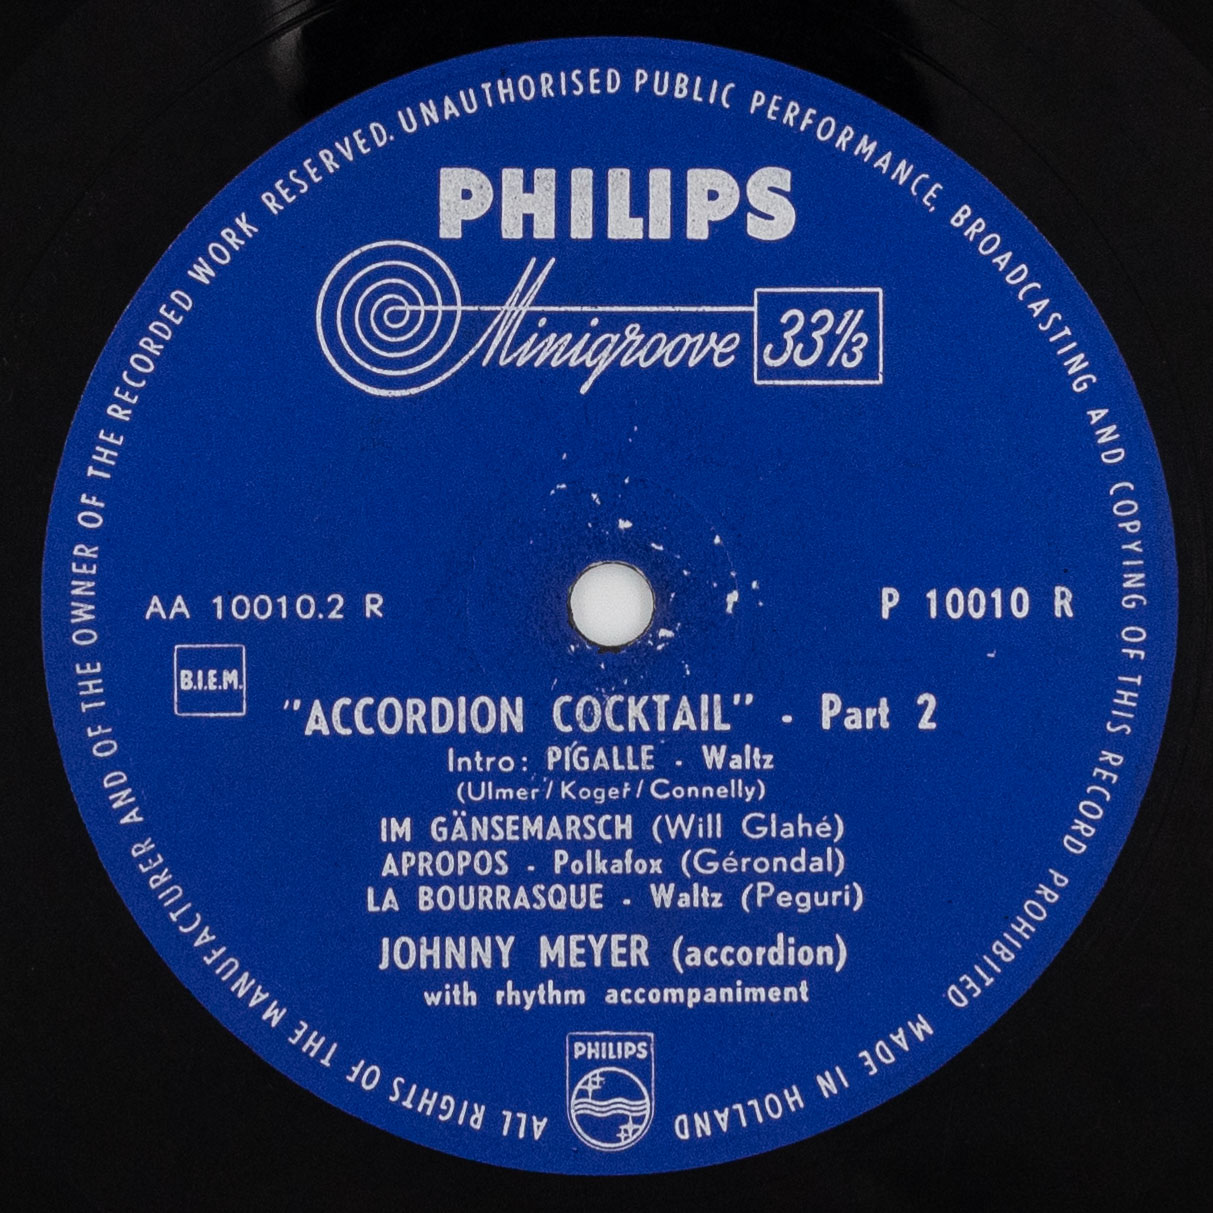 ALL RIGHTS OF THE MANUFACTURER AND OF THE OWNER OF THE RECORDED WORK RESERVED. UNAUTHORISED PUBLIC PERFORMANCE, BROADCASTING AND COPYING OF THIS RECORD PROHIBITED. MADE IN HOLLAND
PHILIPS
Minigroove 33 1/3
AA 10010.2 R
P 10010 R
B.I.E.M.
"ACCORDION COCKTAIL" - Part 2
Intro: PIGALLE - Waltz
(Ulmer/Koger/Connelly)
IM GÄNSEMARSCH (Will Glahé)
APROPOS - Polkafox (Gérondal)
LA BOURRASQUE - Waltz (Peguri)
JOHNNY MEYER (accordion)
with rhythm accompaniment
PHILIPS